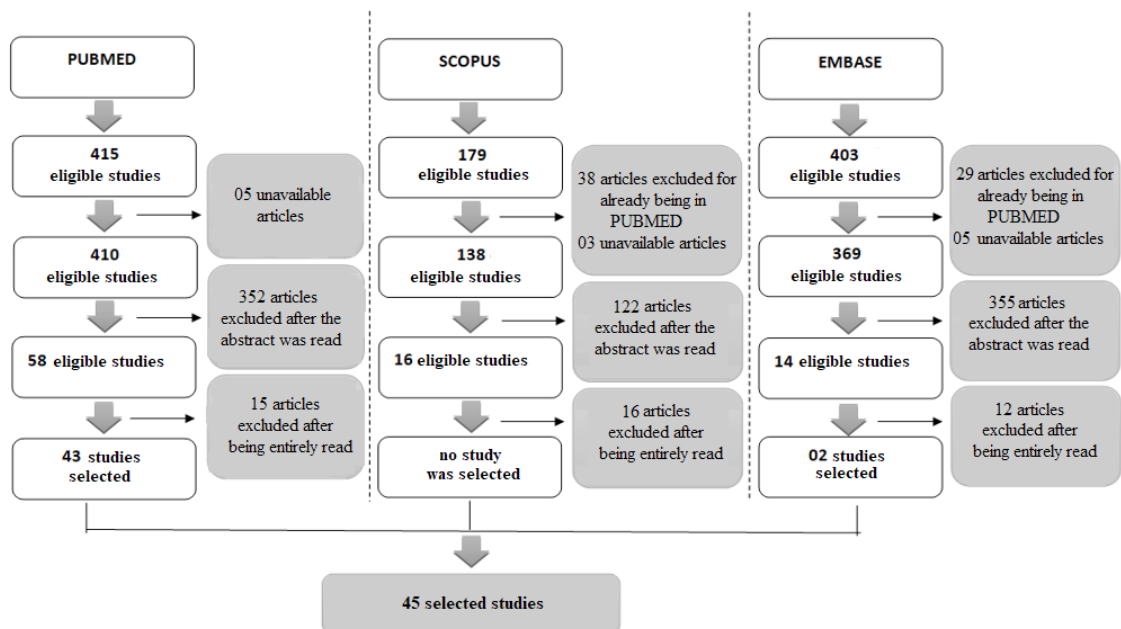 PUBMED
415
eligible studies
05 unavailable
articles
410
eligible studies
352 articles
excluded after the
abstract was read
58 eligible studies
15 articles
excluded after
being entirely read
43 studies
selected
SCOPUS
179
eligible studies
38 articles excluded for
already being in
PUBMED
03 unavailable articles
138
eligible studies
122 articles
excluded after the
abstract was read
16 eligible studies
16 articles
excluded after
being entirely read
no study
was selected
EMBASE
403
eligible studies
29 articles excluded for
already being in
PUBMED
05 unavailable articles
369
eligible studies
355 articles
excluded after the
abstract was read
14 eligible studies
12 articles
excluded after
being entirely read
02 studies
selected
45 selected studies